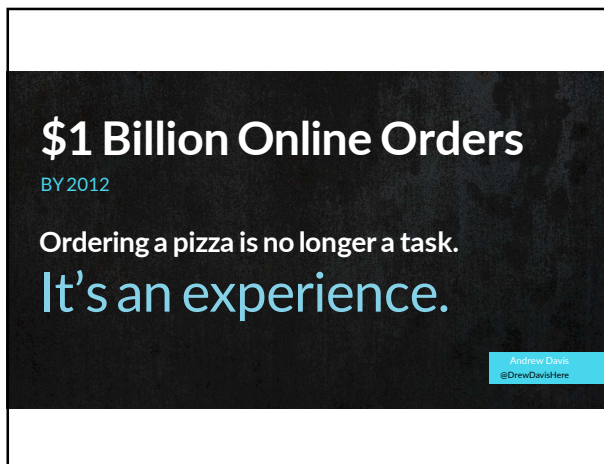 $1 Billion Online Orders
BY 2012
Ordering a pizza is no longer a task.
It’s an experience.
Andrew Davis
@DrewDavisHere